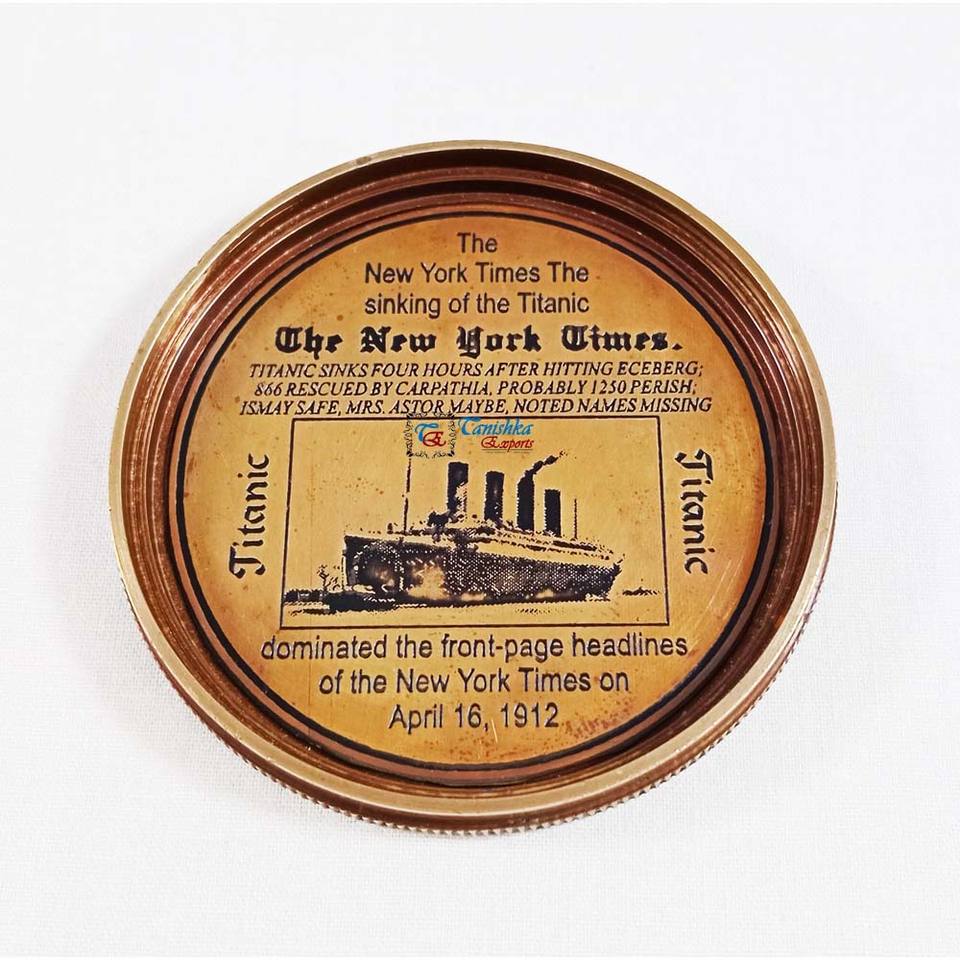 The
New York Times The
sinking of the Titanic
The New York Times.
TITANIC SINKS FOUR HOURS AFTER HITTING ECEBERG;
866 RESCUED BY CARPATHIA, PROBABLY 1250 PERISH;
ISMAY SAFE, MRS. ASTOR MAYBE, NOTED NAMES MISSING
TE Tanishka
Exports
Titanic
Titanic
dominated the front-page headlines
of the New York Times on
April 16, 1912